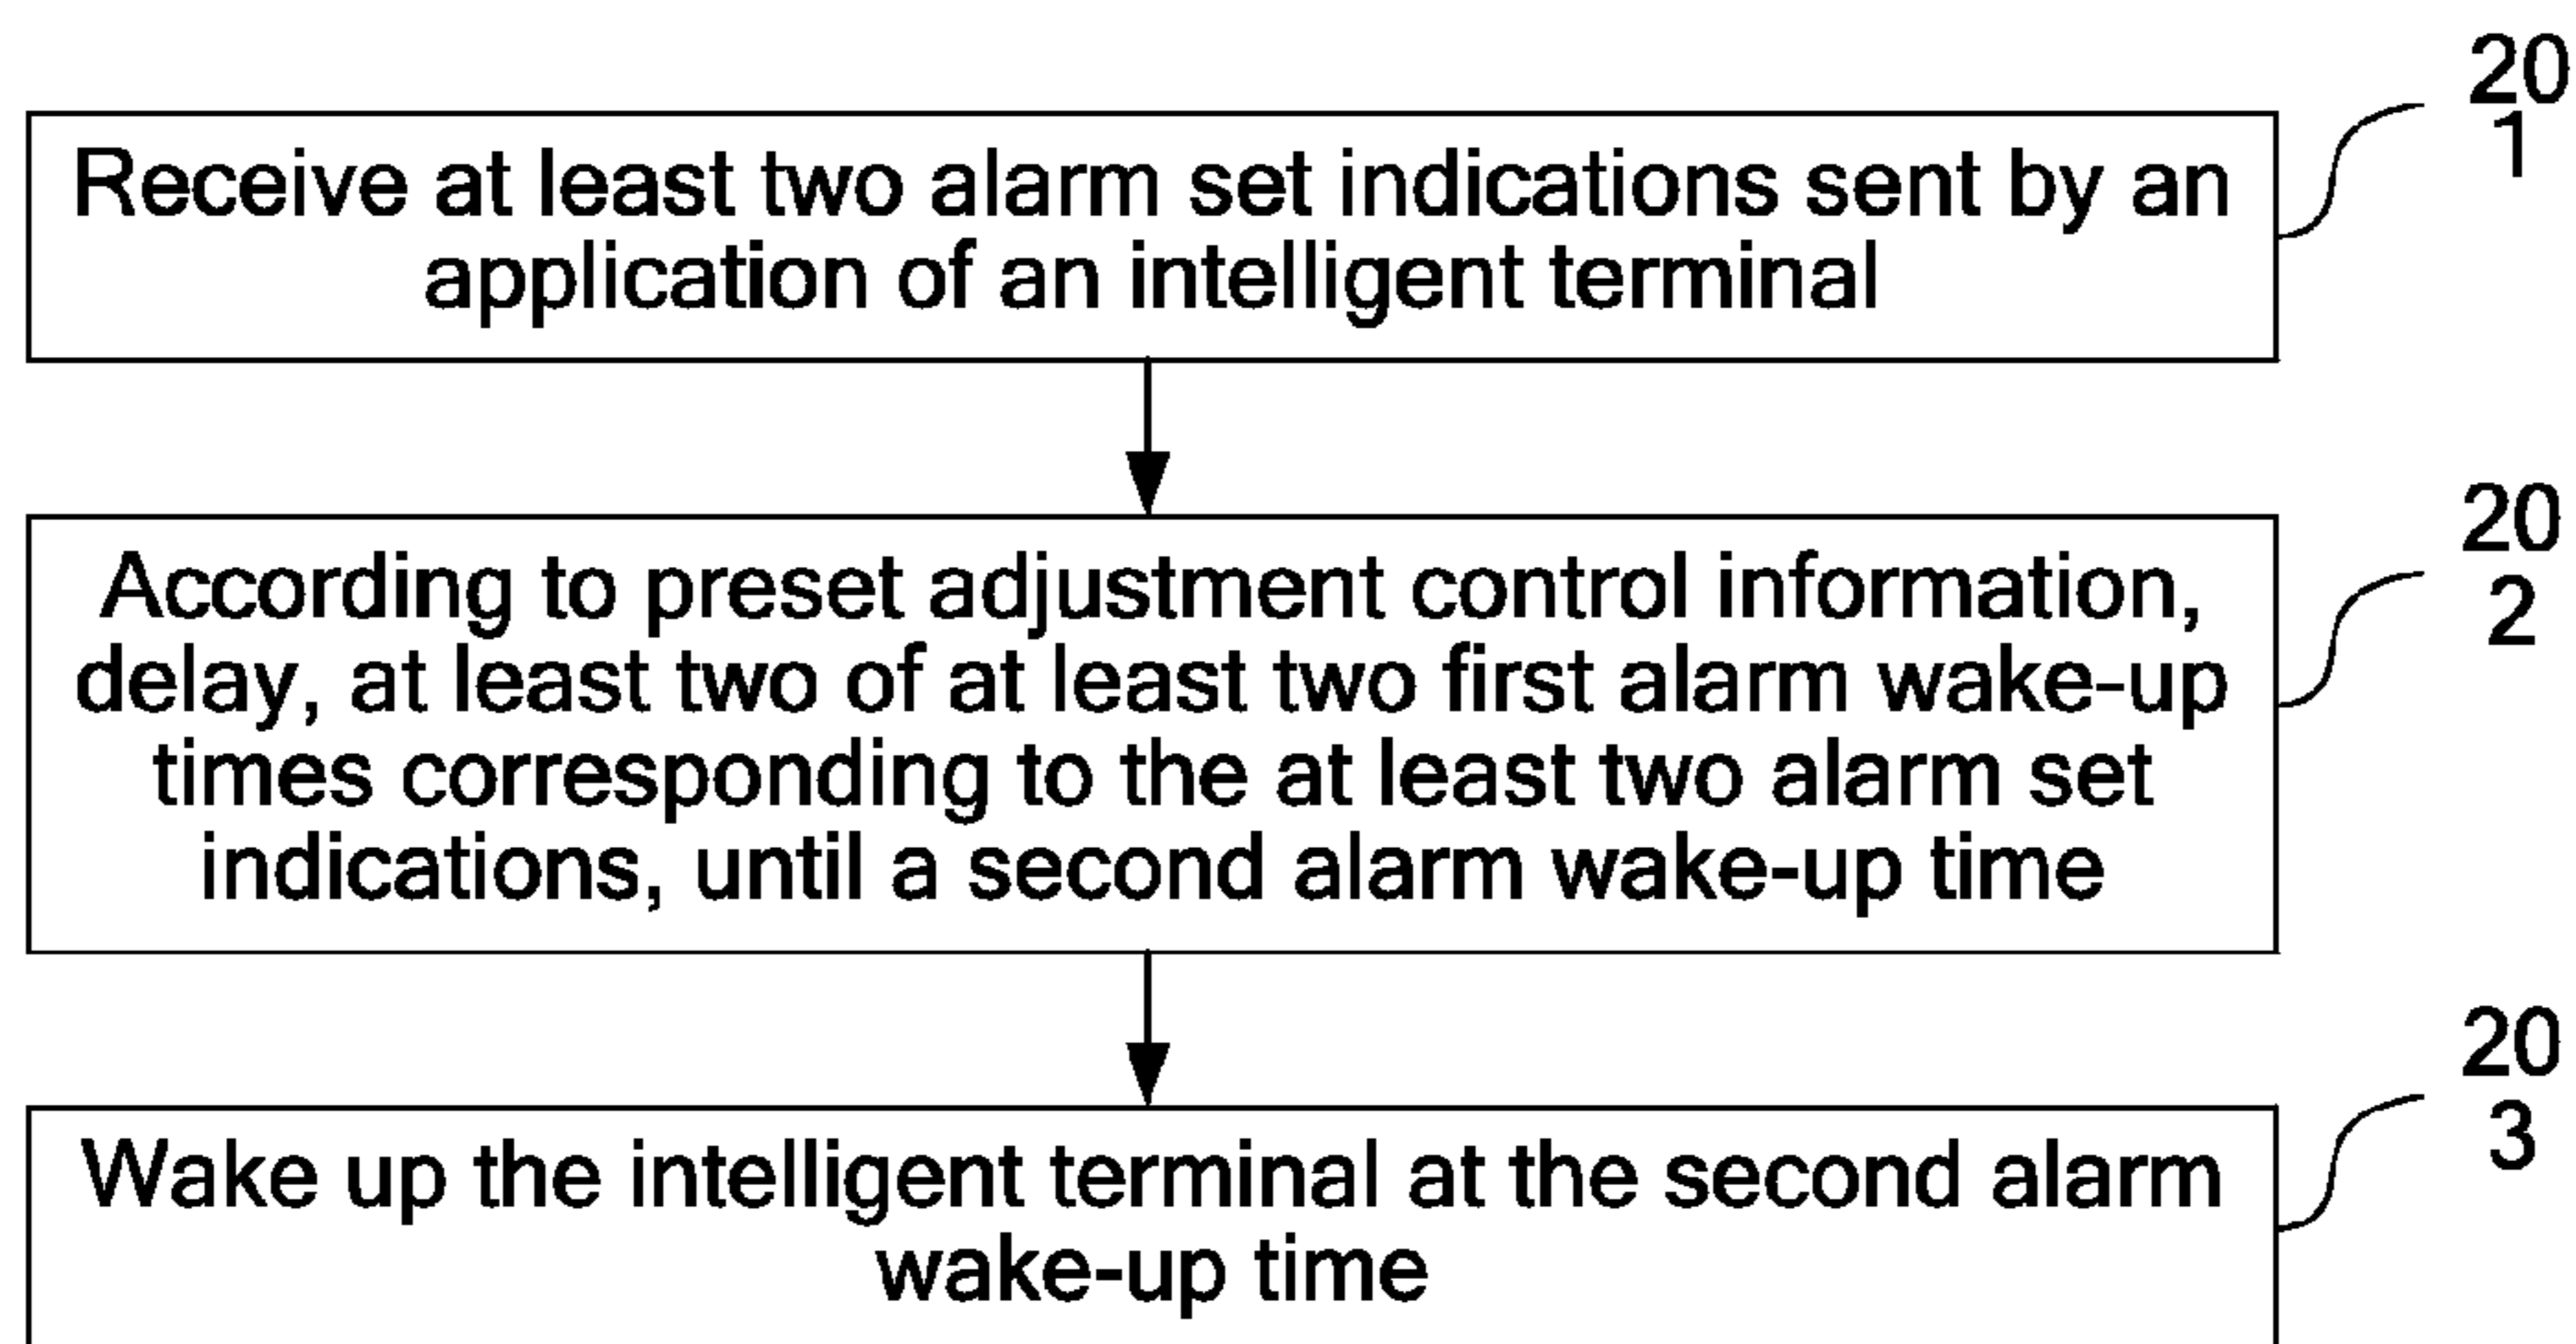 20
1
Receive at least two alarm set indications sent by an
application of an intelligent terminal
20
2
According to preset adjustment control information,
delay, at least two of at least two first alarm wake-up
times corresponding to the at least two alarm set
indications, until a second alarm wake-up time
20
3
Wake up the intelligent terminal at the second alarm
wake-up time